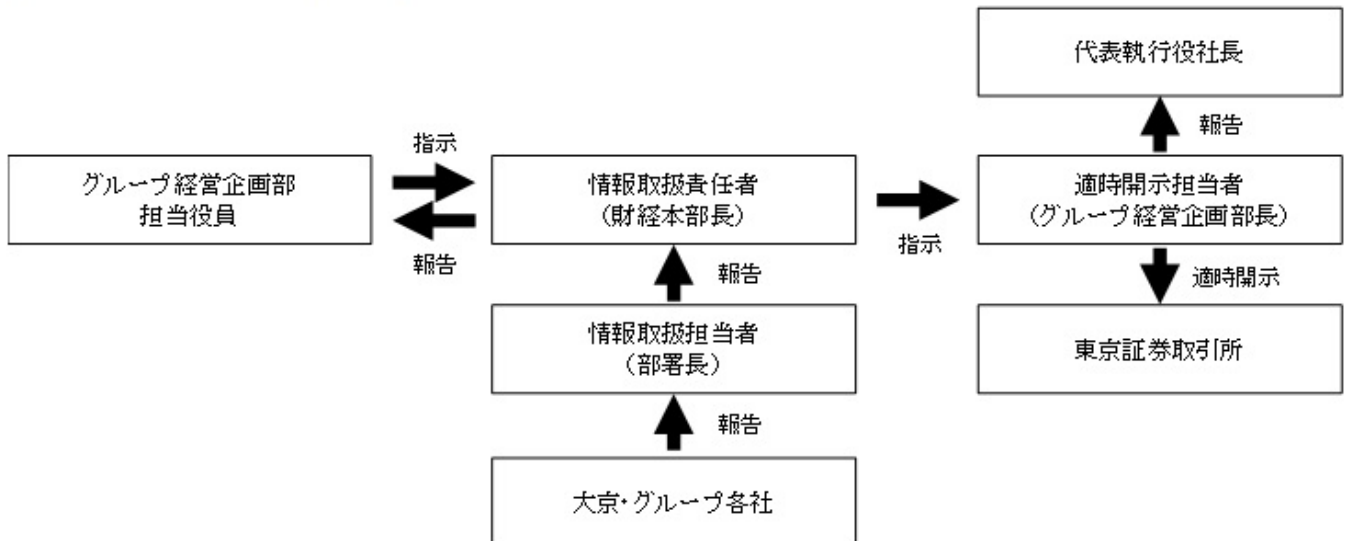 代表執行役社長
報告
指示
グループ経営企画部
担当役員
情報取扱責任者
(財経本部長)
適時開示担当者
(グループ経営企画部長)
報告
指示
報告
適時開示
情報取扱担当者
(部署長)
東京証券取引所
報告
大京・グループ各社